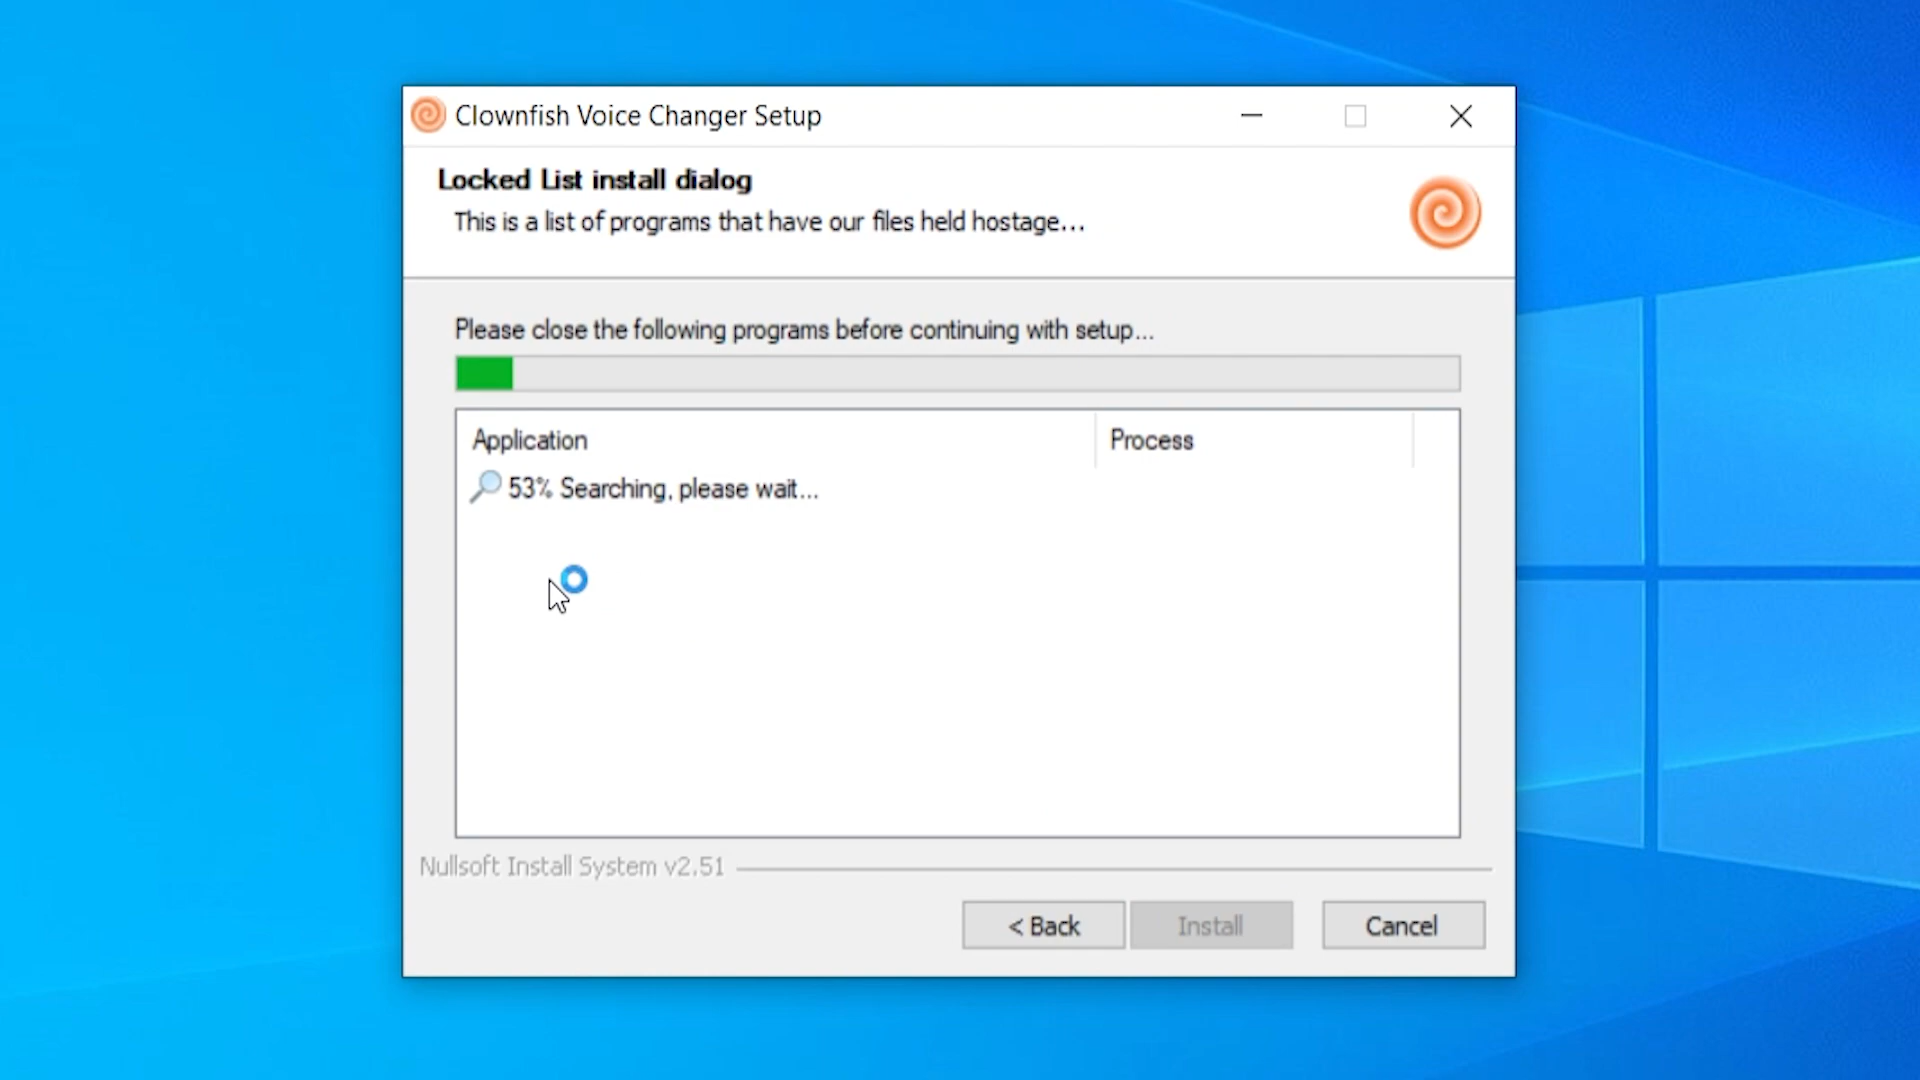 Clownfish Voice Changer Setup
Locked List install dialog
This is a list of programs that have our files held hostage...
Please close the following programs before continuing with setup...
Application Process
53% Searching, please wait...
Nullsoft Install System v2.51
< Back Install Cancel